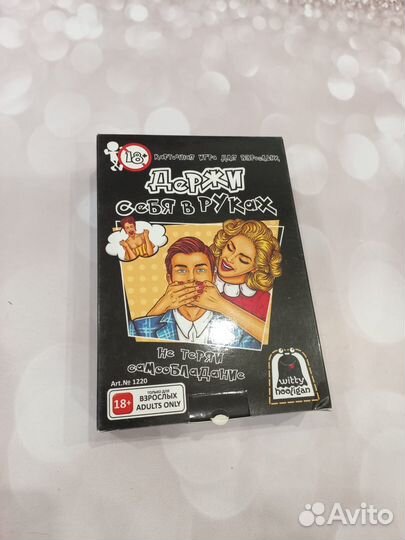 18+
КАРТОЧНАЯ ИГРА ДЛЯ ВЗРОСЛЫХ
ДЕРЖИ
СЕБЯ В РУКАХ
НЕ ТЕРЯЙ
САМООБЛАДАНИЕ
Art.№ 1220
18+
ТОЛЬКО ДЛЯ
ВЗРОСЛЫХ
ADULTS ONLY
witty
hooligan
Avito